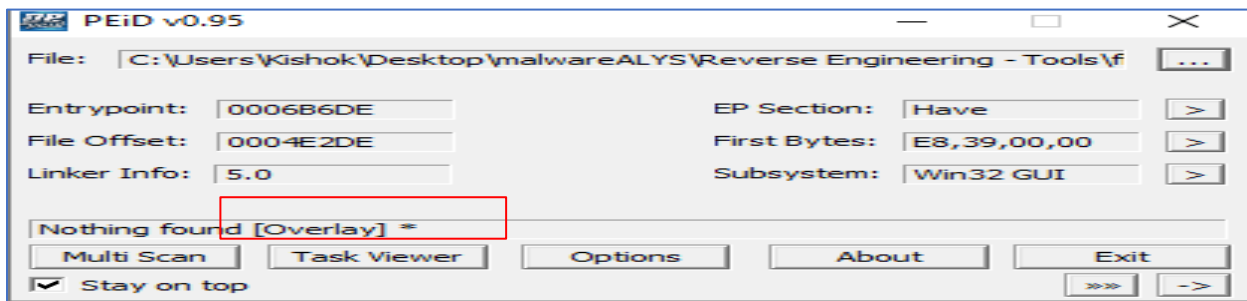 PEiD v0.95
File: C:\Users\Kishok\Desktop\malwareALYS\Reverse Engineering - Tools\f ...
Entrypoint: 0006B6DE EP Section: Have >
File Offset: 0004E2DE First Bytes: E8,39,00,00 >
Linker Info: 5.0 Subsystem: Win32 GUI >
Nothing found [Overlay] *
Multi Scan Task Viewer Options About Exit
Stay on top »» ->